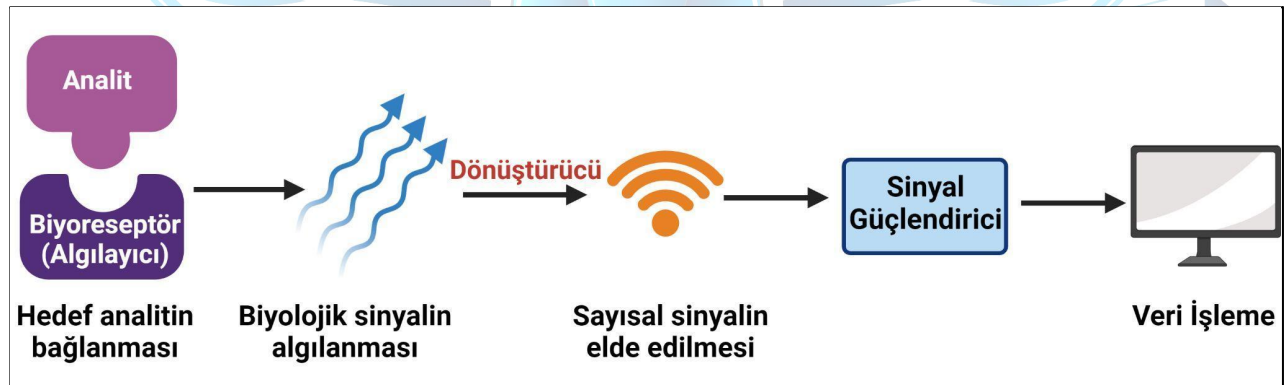 Analit
Biyoreseptör
(Algılayıcı)
Hedef analitin
bağlanması
Biyolojik sinyalin
algılanması
Dönüştürücü
Sayısal sinyalin
elde edilmesi
Sinyal
Güçlendirici
Veri İşleme